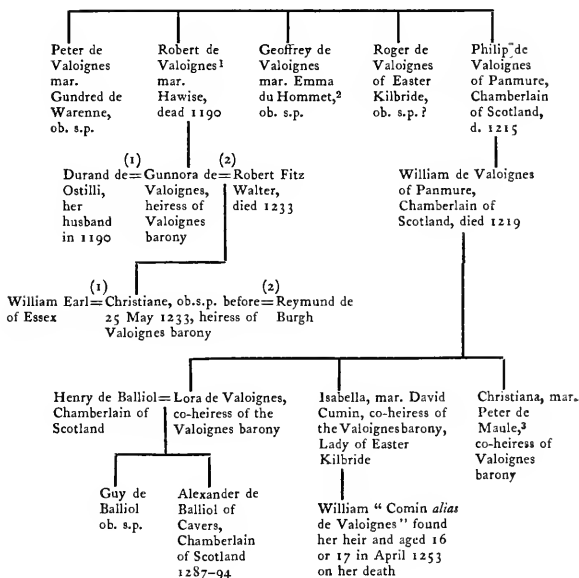 Peter de
Valoignes
mar.
Gundred de
Warenne,
ob. s.p.
Robert de
Valoignes¹
mar.
Hawise,
dead 1190
Geoffrey de
Valoignes
mar. Emma
du Hommet,²
ob. s.p.
Roger de
Valoignes
of Easter
Kilbride,
ob. s.p. ?
Philip de
Valoignes
of Panmure,
Chamberlain
of Scotland,
d. 1215
Durand de
Ostilli,
her
husband
in 1190
(1)
=
Gunnora de
Valoignes,
heiress of
Valoignes
barony
(2)
=
Robert Fitz
Walter,
died 1233
William de Valoignes
of Panmure,
Chamberlain of
Scotland, died 1219
William Earl
of Essex
(1)
=
Christiane, ob.s.p. before
25 May 1233, heiress of
Valoignes barony
(2)
=
Reymund de
Burgh
Henry de Balliol
Chamberlain of
Scotland
=
Lora de Valoignes,
co-heiress of the
Valoignes barony
Isabella, mar. David
Cumin, co-heiress of
the Valoignes barony,
Lady of Easter
Kilbride
Christiana, mar.
Peter de
Maule,³
co-heiress of
Valoignes
barony
Guy de
Balliol
ob. s.p.
Alexander de
Balliol of
Cavers,
Chamberlain
of Scotland
1287–94
William “ Comin alias
de Valoignes ” found
her heir and aged 16
or 17 in April 1253
on her death